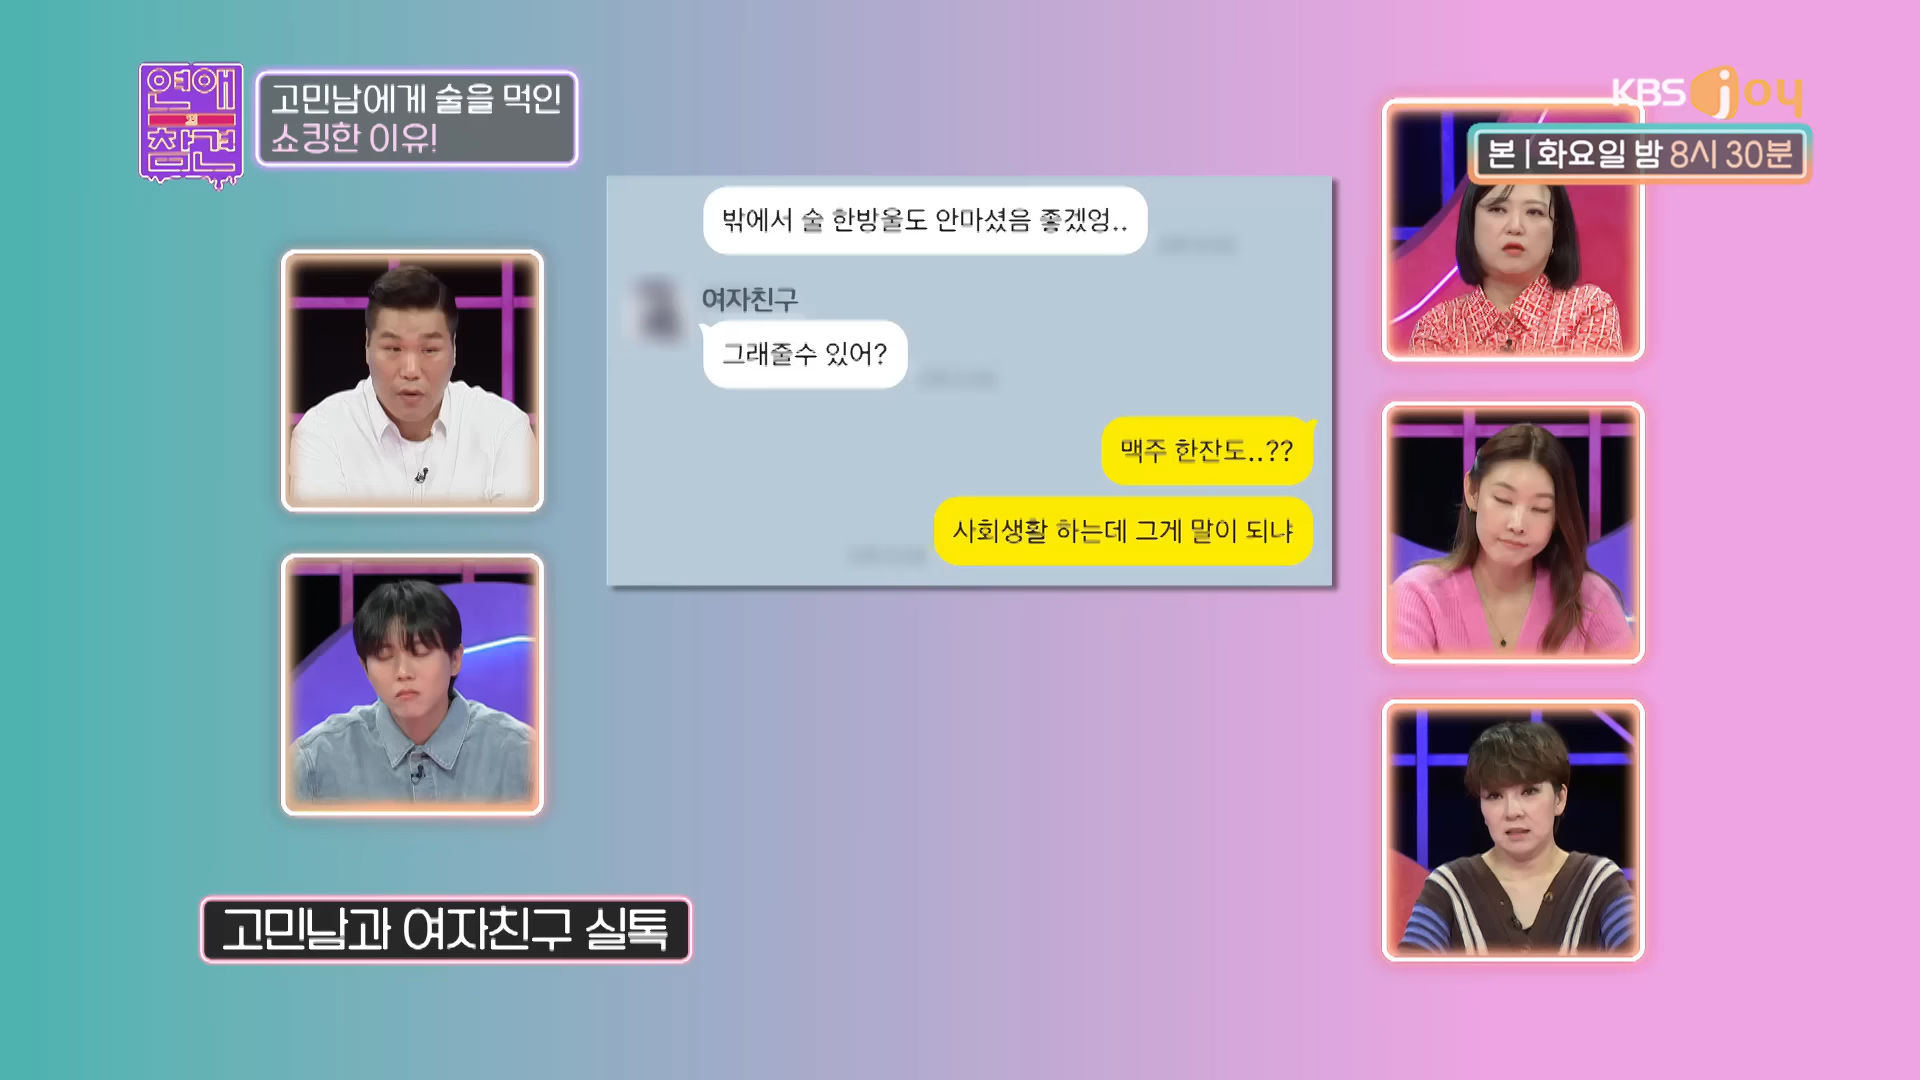 연애
의
참견
고민남에게 술을 먹인
쇼킹한 이유!
KBS joy
본 | 화요일 밤 8시 30분
밖에서 술 한방울도 안마셨음 좋겠엉..
여자친구
그래줄수 있어?
맥주 한잔도..??
사회생활 하는데 그게 말이 되냐
고민남과 여자친구 실톡